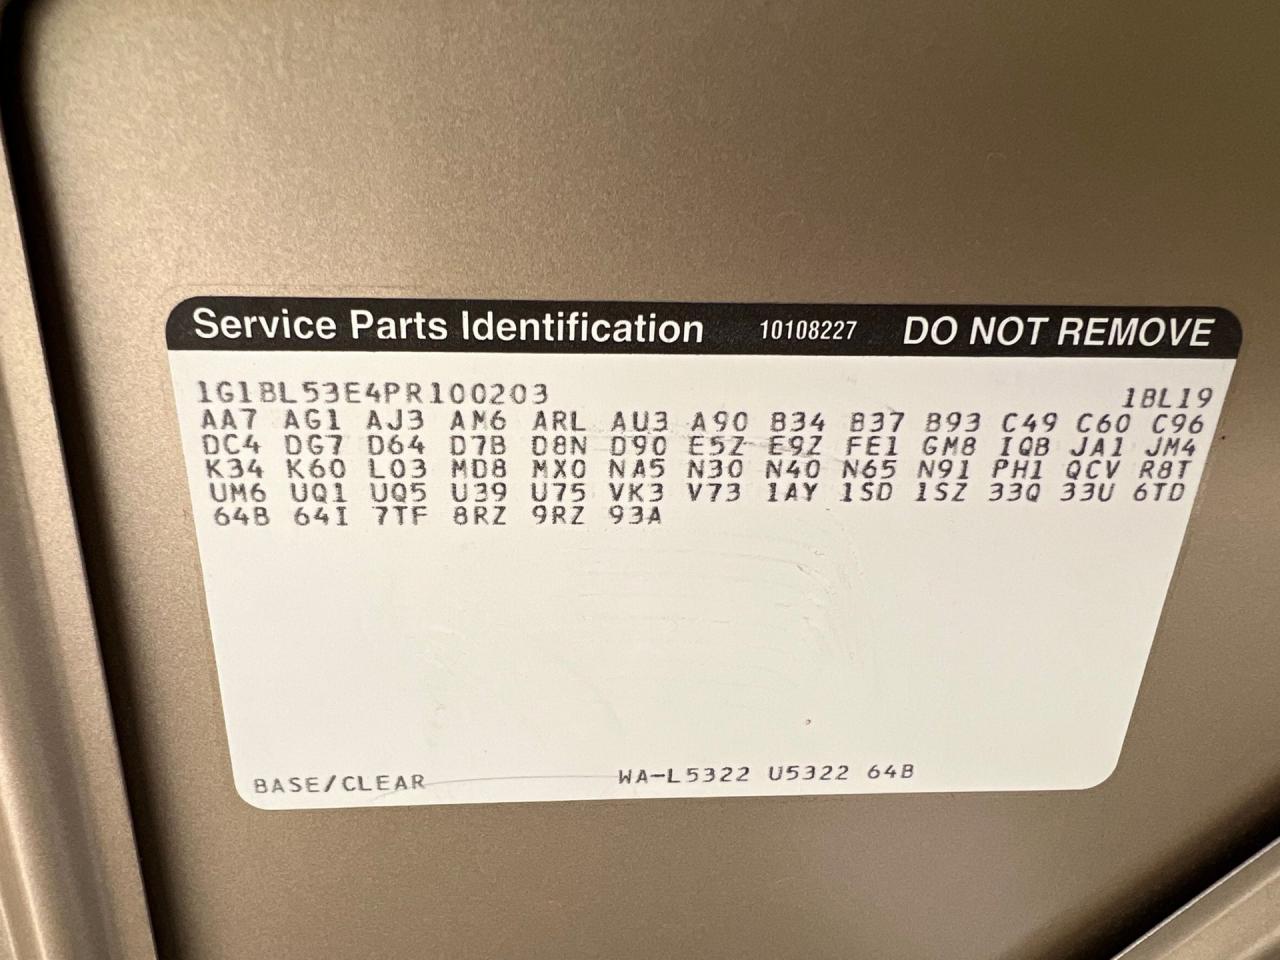 Service Parts Identification 10108227 DO NOT REMOVE
1G1BL53E4PR100203 1BL19
AA7 AG1 AJ3 AM6 ARL AU3 A90 B34 B37 B93 C49 C60 C96
DC4 DG7 D64 D7B D8N D90 E5Z E9Z FE1 GM8 IQB JA1 JM4
K34 K60 L03 MD8 MX0 NA5 N30 N40 N65 N91 PH1 QCV R8T
UM6 UQ1 UQ5 U39 U75 VK3 V73 1AY 1SD 1SZ 33Q 33U 6TD
64B 64I 7TF 8RZ 9RZ 93A
BASE/CLEAR WA-L5322 U5322 64B